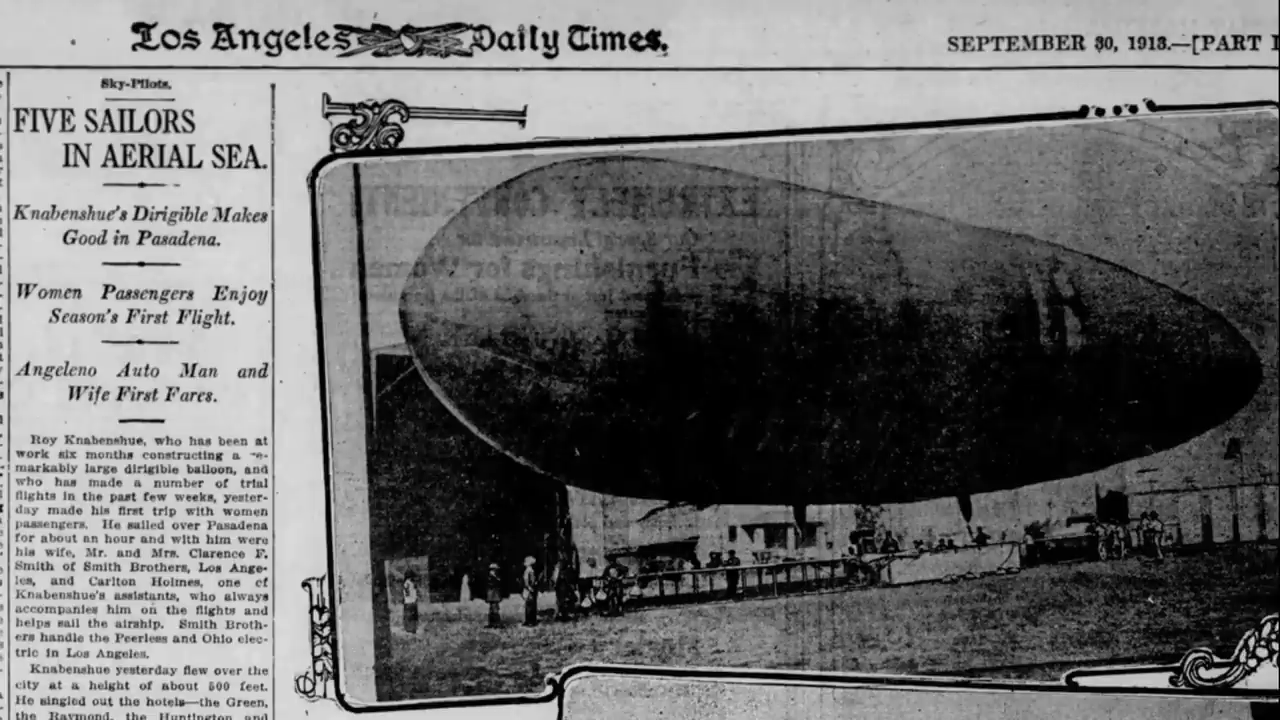 Los Angeles Daily Times.
SEPTEMBER 30, 1913.—[PART I
Sky-Pilots.
FIVE SAILORS
IN AERIAL SEA.
Knabenshue's Dirigible Makes
Good in Pasadena.
Women Passengers Enjoy
Season's First Flight.
Angeleno Auto Man and
Wife First Fares.
Roy Knabenshue, who has been at
work six months constructing a re-
markably large dirigible balloon, and
who has made a number of trial
flights in the past few weeks, yester-
day made his first trip with women
passengers. He sailed over Pasadena
for about an hour and with him were
his wife, Mr. and Mrs. Clarence F.
Smith of Smith Brothers, Los Ange-
les, and Carlton Holmes, one of
Knabenshue's assistants, who always
accompanies him on the flights and
helps sail the airship. Smith Broth-
ers handle the Peerless and Ohio elec-
tric in Los Angeles.
Knabenshue yesterday flew over the
city at a height of about 500 feet.
He singled out the hotels—the Green,
the Raymond, the Huntington and